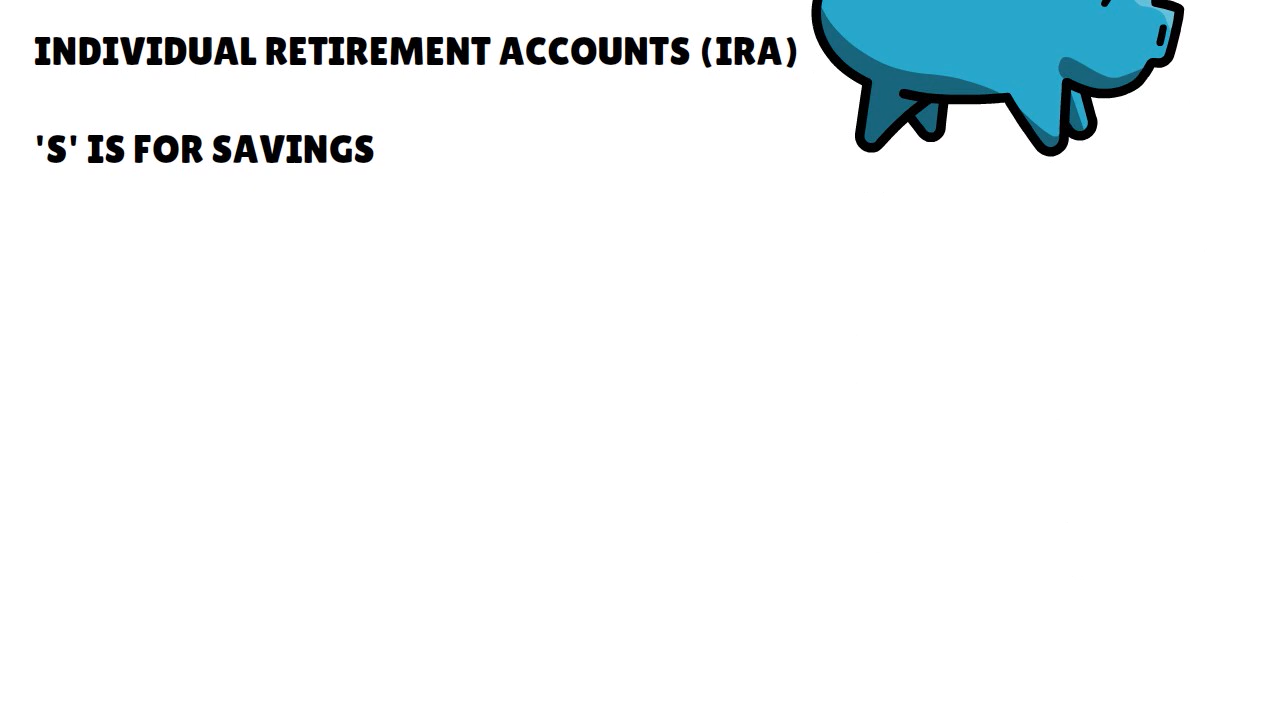 INDIVIDUAL RETIREMENT ACCOUNTS (IRA)
'S' IS FOR SAVINGS